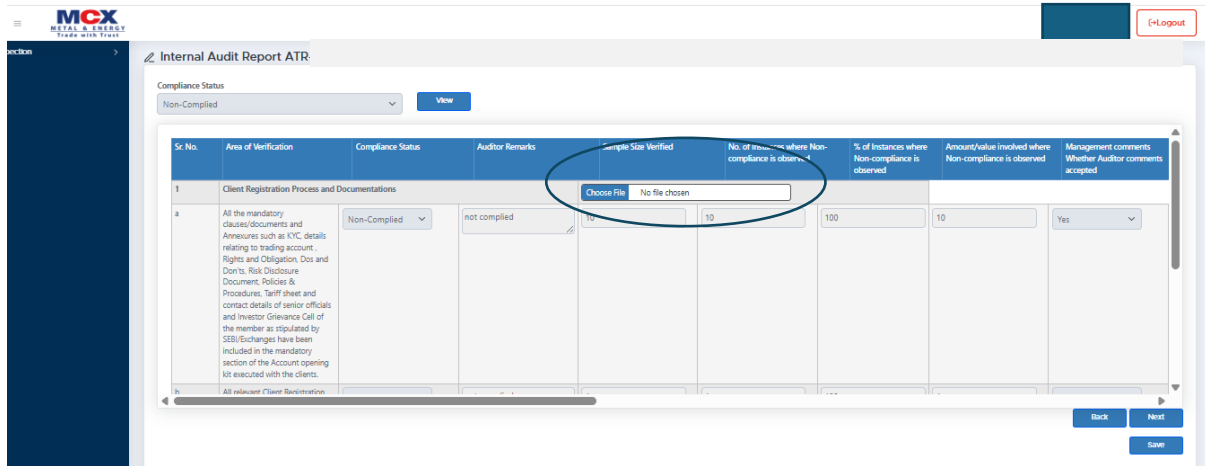 MCX
METAL & ENERGY
Trade with Trust
Logout
pection
Internal Audit Report ATR-
Compliance Status
Non-Complied
View
Sr. No.
Area of Verification
Compliance Status
Auditor Remarks
Sample Size Verified
No. of Instances where Non-
compliance is observed
% of Instances where
Non-compliance is
observed
Amount/value involved where
Non-compliance is observed
Management comments
Whether Auditor comments
accepted
1
Client Registration Process and Documentations
Choose File
No file chosen
a
All the mandatory
clauses/documents and
Annexures such as KYC, details
relating to trading account ,
Rights and Obligation, Dos and
Don'ts, Risk Disclosure
Document, Policies &
Procedures, Tariff sheet and
contact details of senior officials
and Investor Grievance Cell of
the member as stipulated by
SEBI/Exchanges have been
included in the mandatory
section of the Account opening
kit executed with the clients.
Non-Complied
not complied
10
10
100
10
Yes
b
All relevant Client Registration
Back
Next
Save